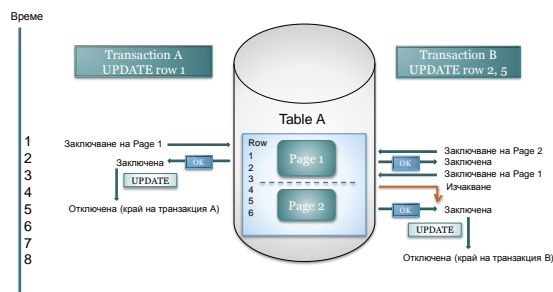 Време
Transaction A
UPDATE row 1
Transaction B
UPDATE row 2, 5
Table A
1
2
3
4
5
6
7
8
Заключване на Page 1
Заключена
OK
UPDATE
Отключена (край на транзакция A)
Row
1
2
3
4
5
6
Page 1
Page 2
Заключване на Page 2
OK
Заключена
Заключване на Page 1
Изчакване
OK
Заключена
UPDATE
Отключена (край на транзакция B)